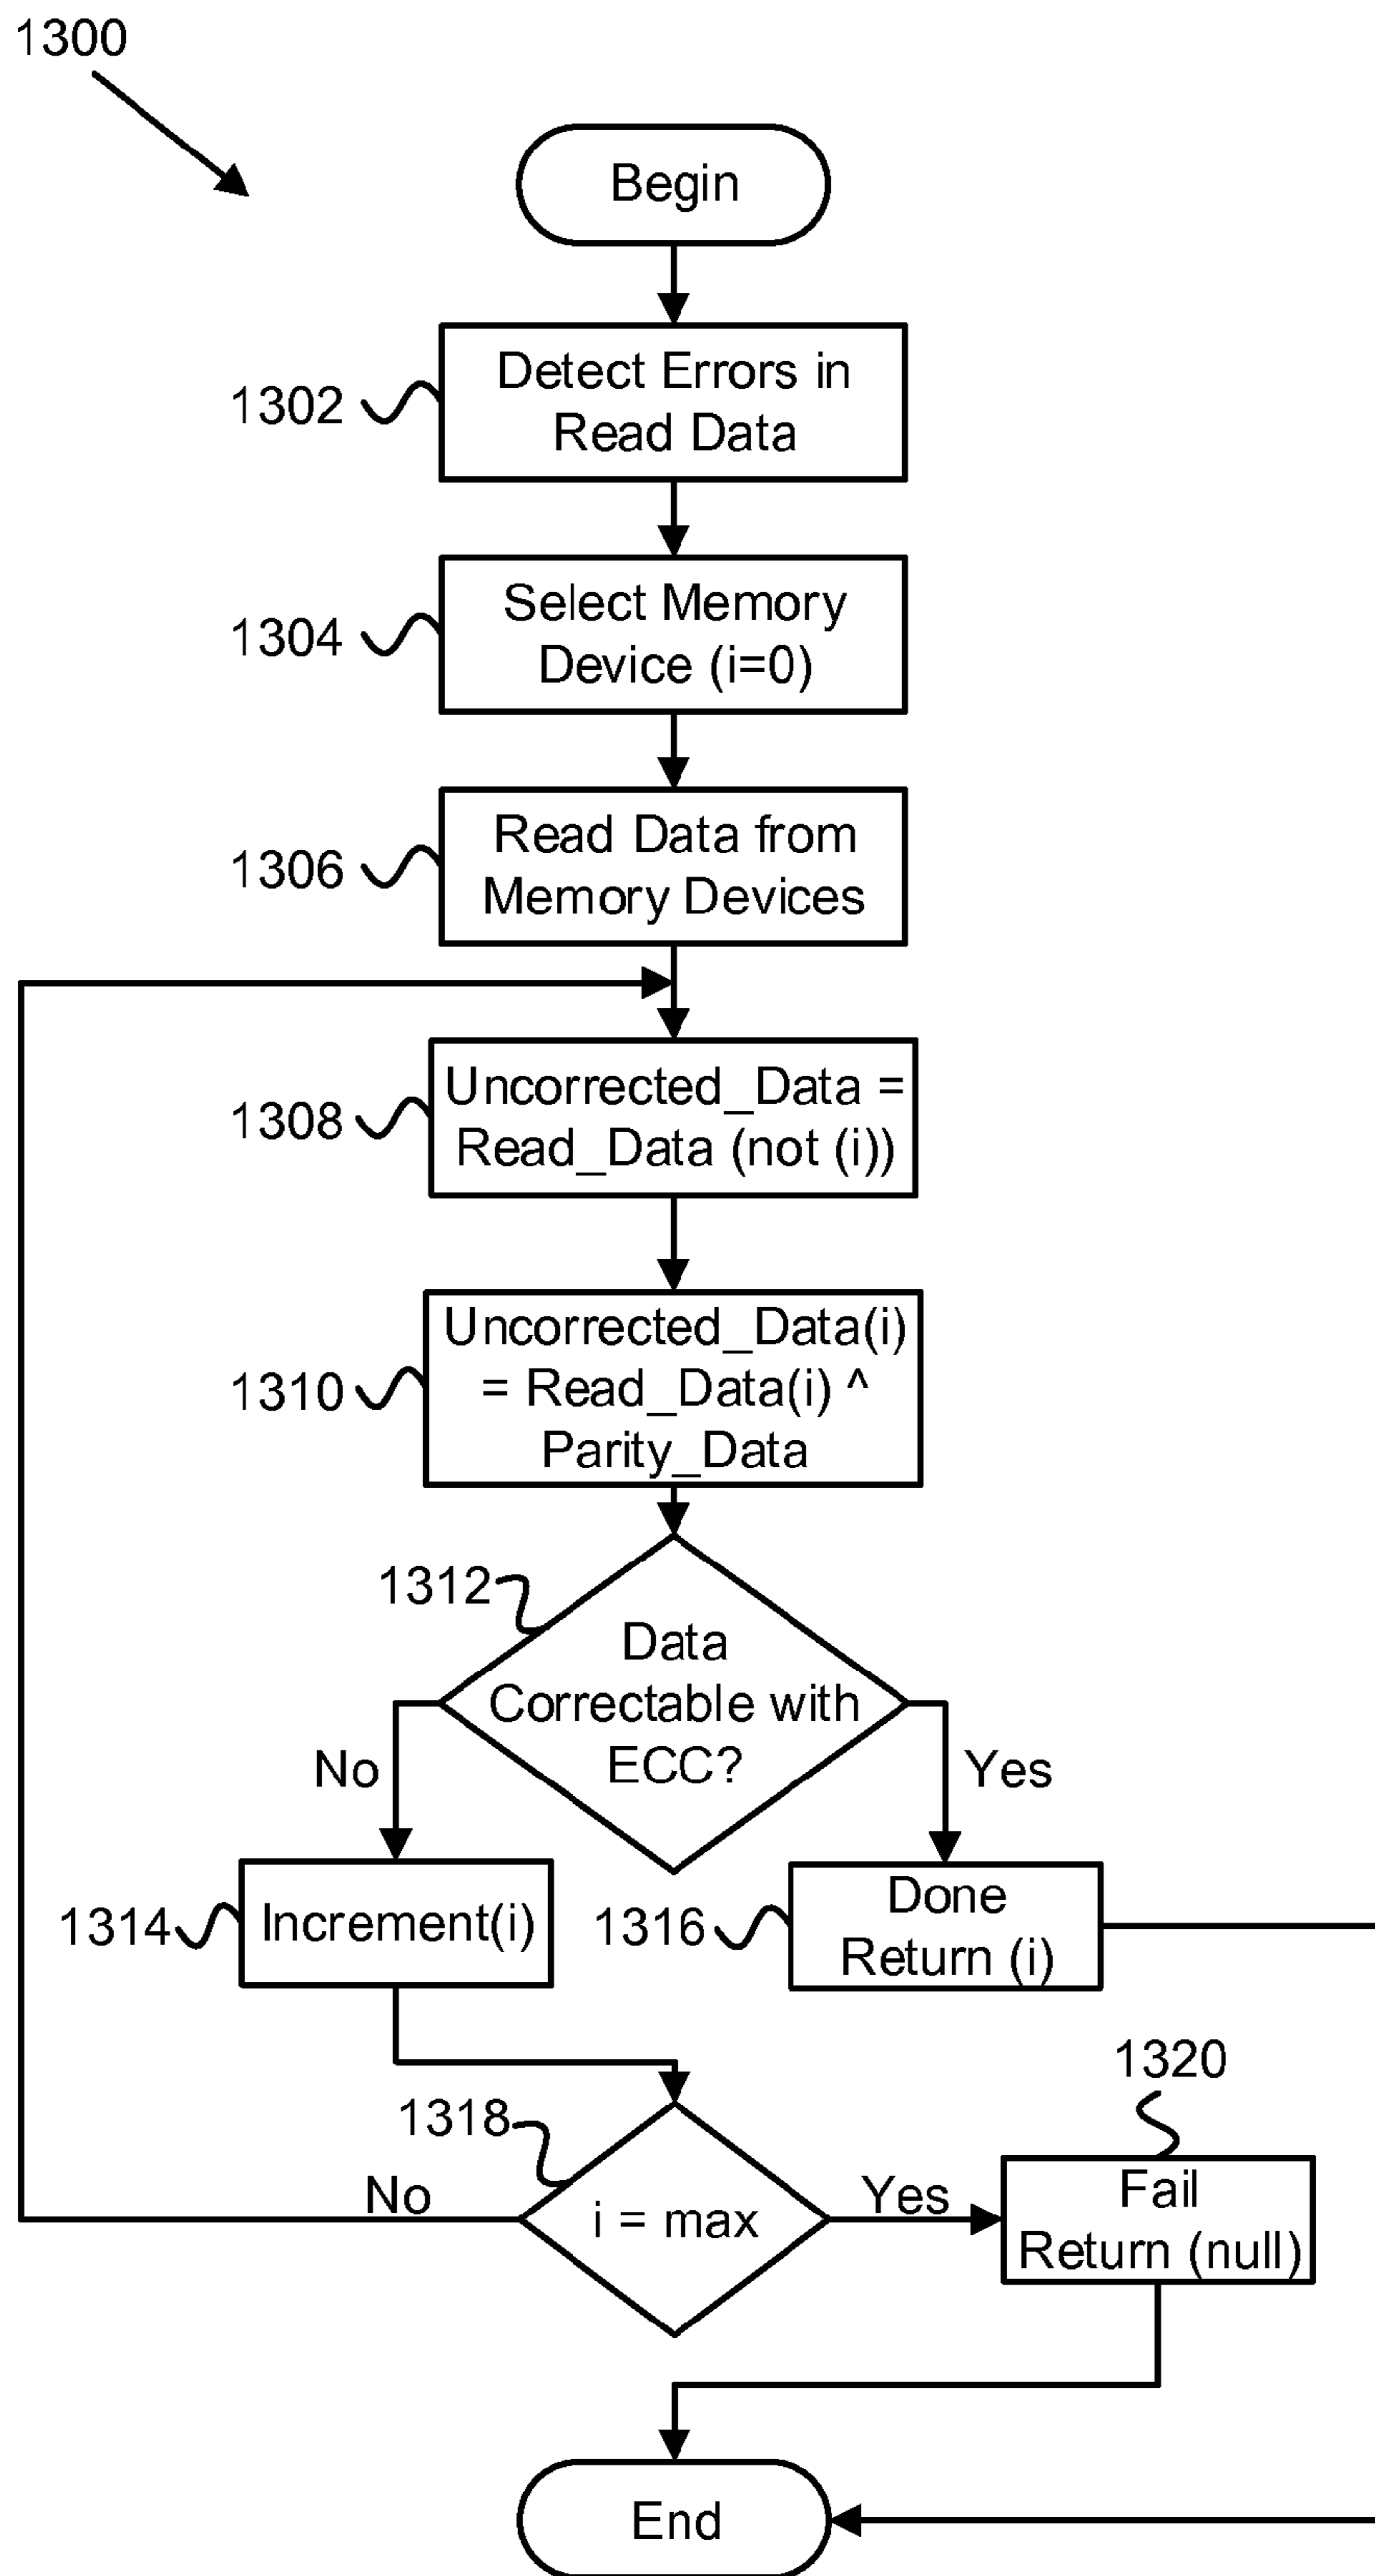 1300
Begin
1302
Detect Errors in
Read Data
1304
Select Memory
Device (i=0)
1306
Read Data from
Memory Devices
1308
Uncorrected_Data =
Read_Data (not (i))
1310
Uncorrected_Data(i)
= Read_Data(i) ^
Parity_Data
1312
Data
Correctable with
ECC?
No
Yes
1314
Increment(i)
1316
Done
Return (i)
1318
i = max
No
Yes
1320
Fail
Return (null)
End